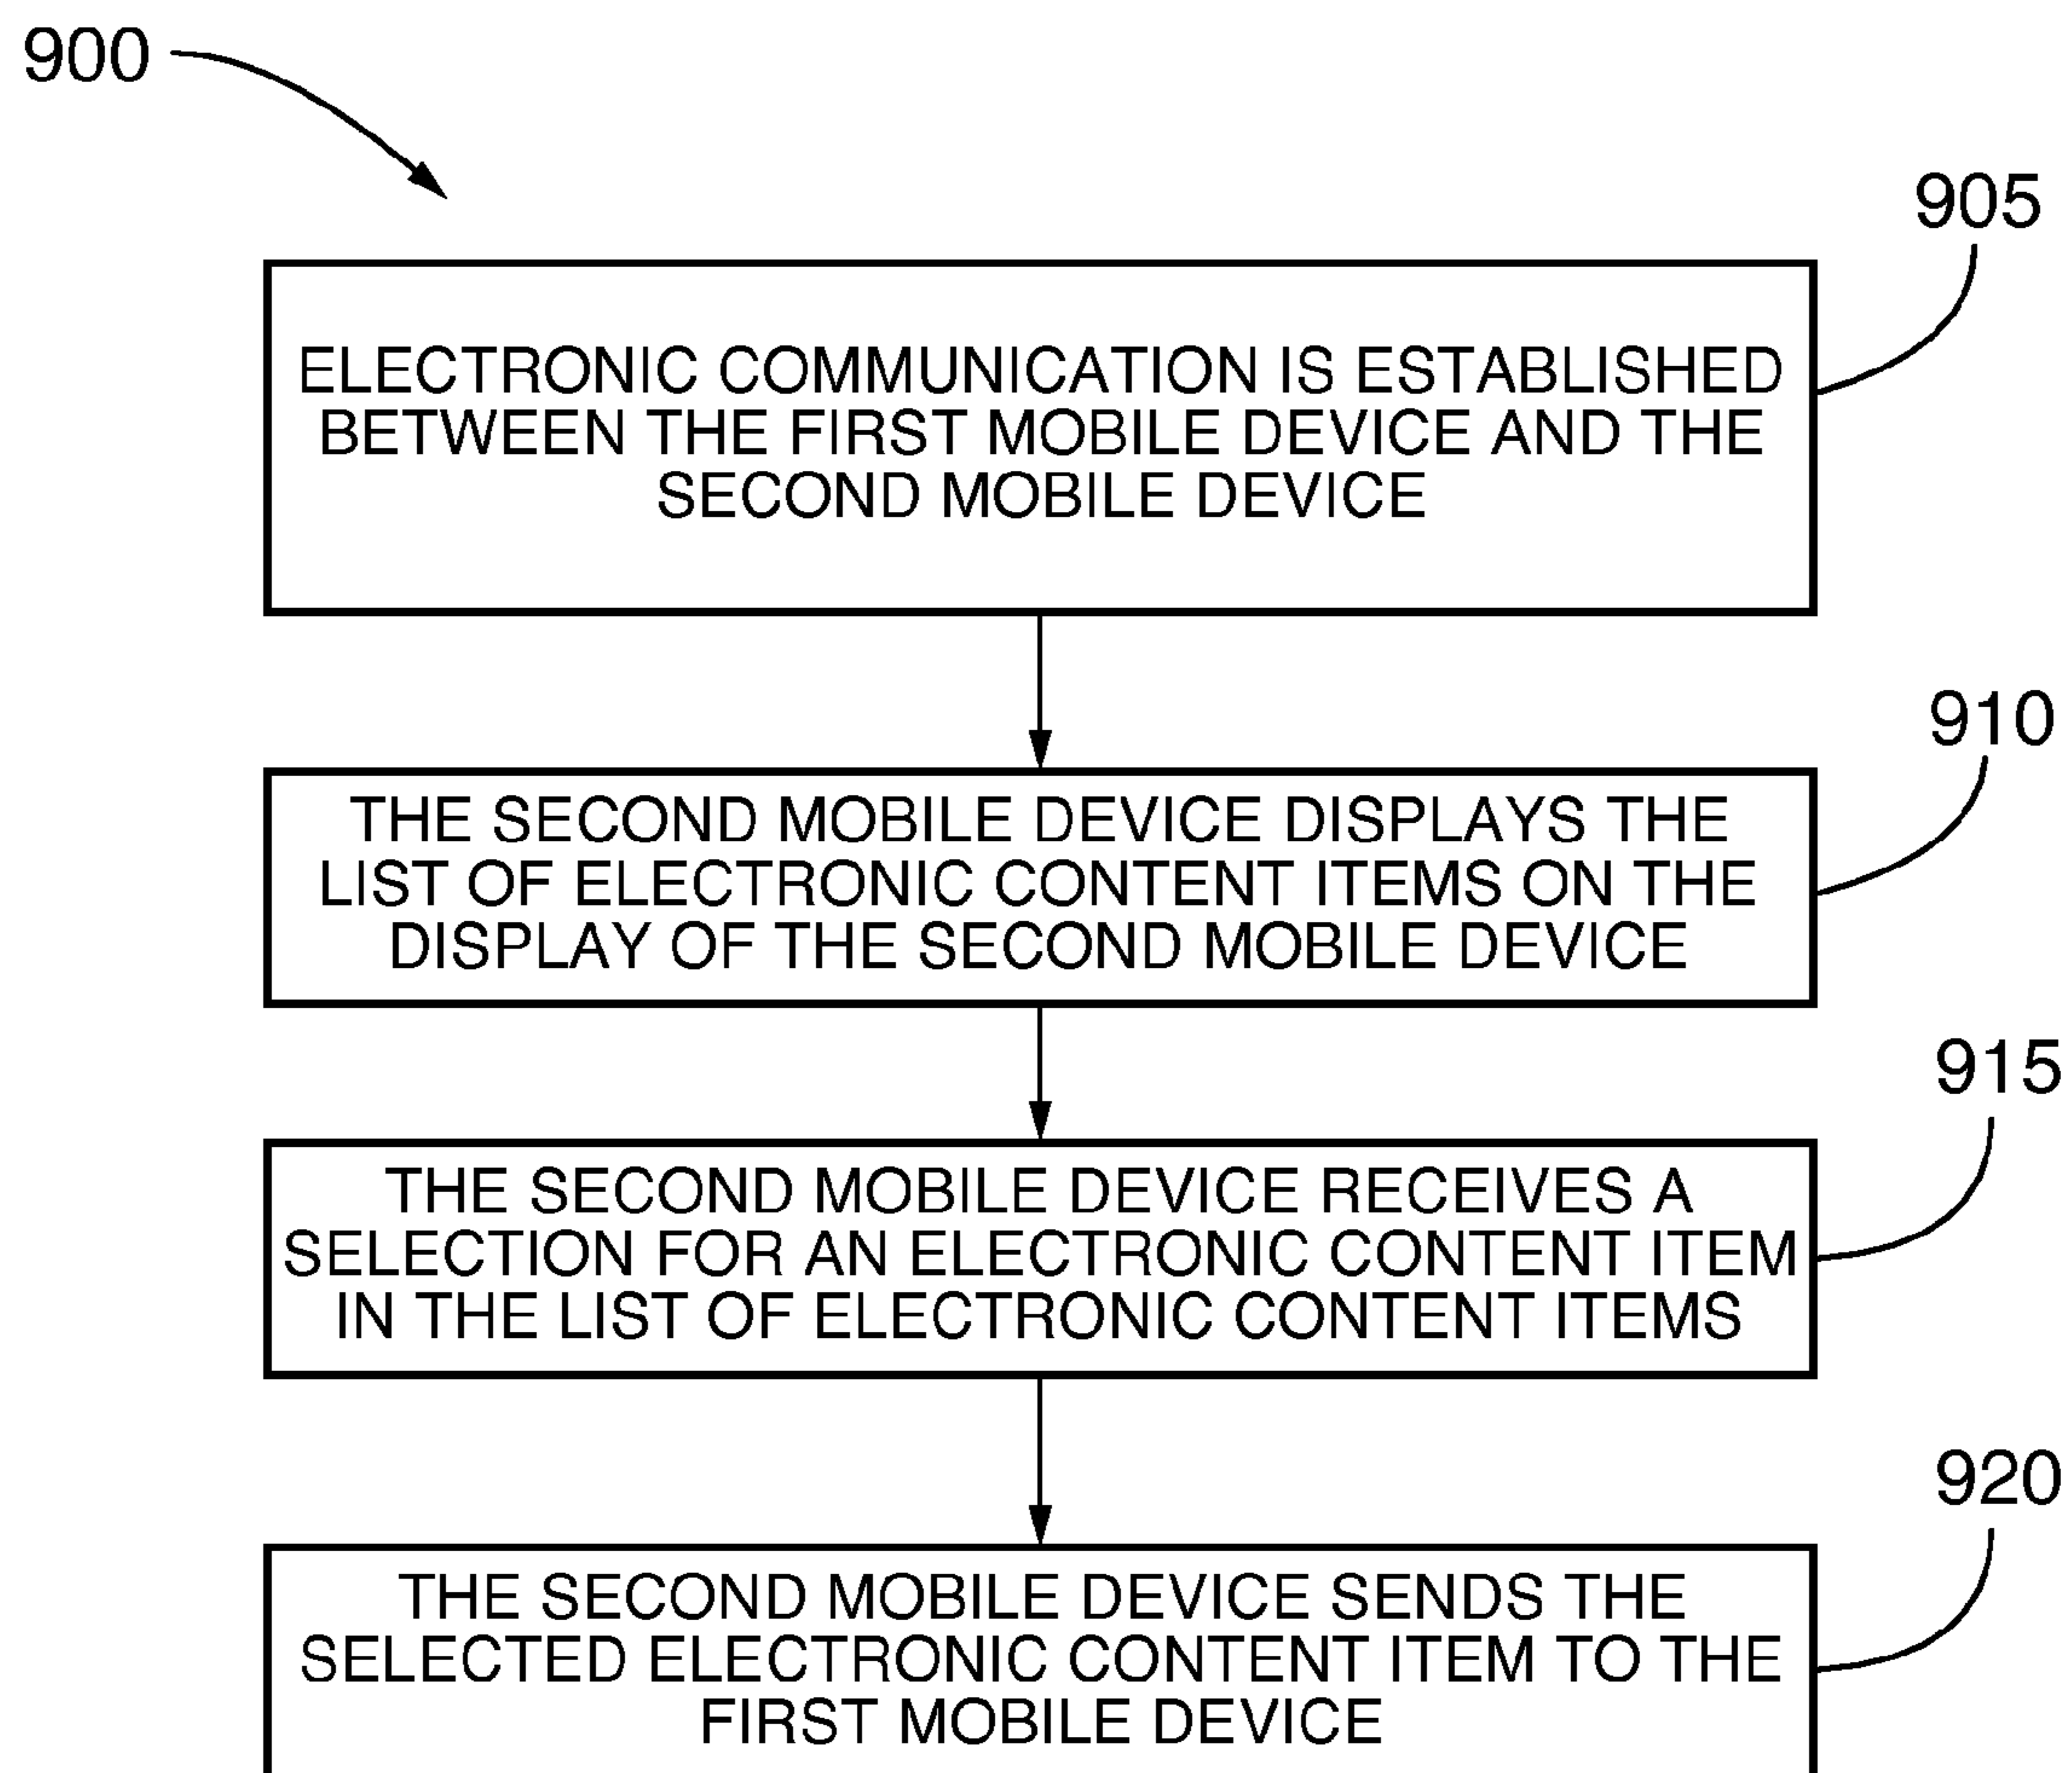 900
905
ELECTRONIC COMMUNICATION IS ESTABLISHED
BETWEEN THE FIRST MOBILE DEVICE AND THE
SECOND MOBILE DEVICE
910
THE SECOND MOBILE DEVICE DISPLAYS THE
LIST OF ELECTRONIC CONTENT ITEMS ON THE
DISPLAY OF THE SECOND MOBILE DEVICE
915
THE SECOND MOBILE DEVICE RECEIVES A
SELECTION FOR AN ELECTRONIC CONTENT ITEM
IN THE LIST OF ELECTRONIC CONTENT ITEMS
920
THE SECOND MOBILE DEVICE SENDS THE
SELECTED ELECTRONIC CONTENT ITEM TO THE
FIRST MOBILE DEVICE